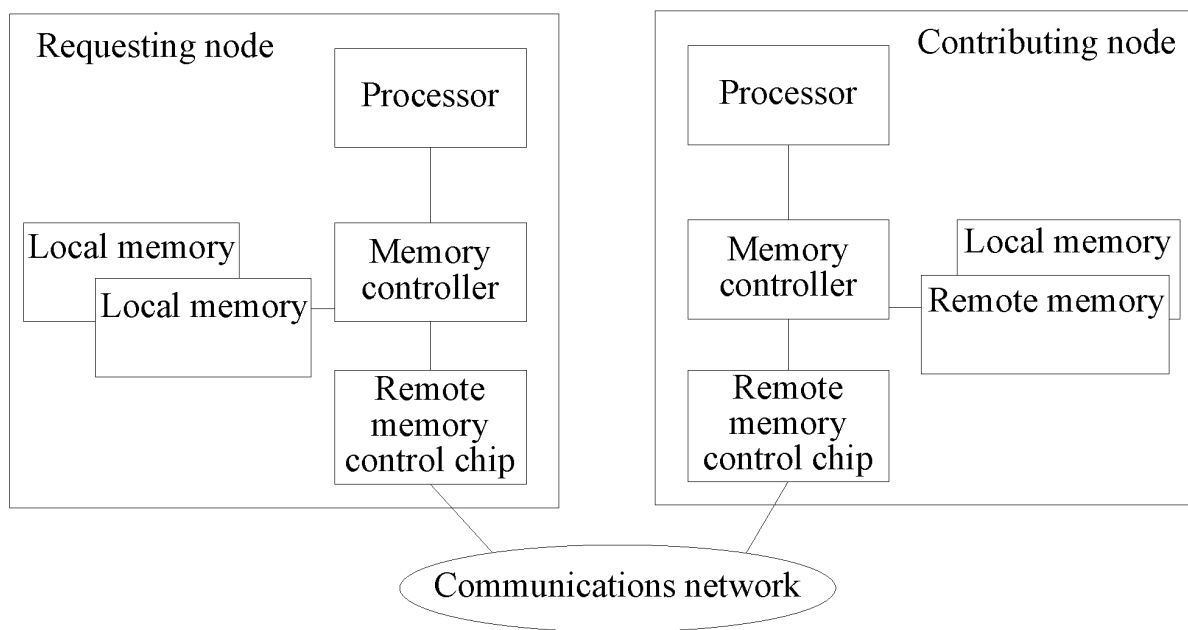 Requesting node
Processor
Local memory
Local memory
Memory
controller
Remote
memory
control chip
Contributing node
Processor
Memory
controller
Local memory
Remote memory
Remote
memory
control chip
Communications network